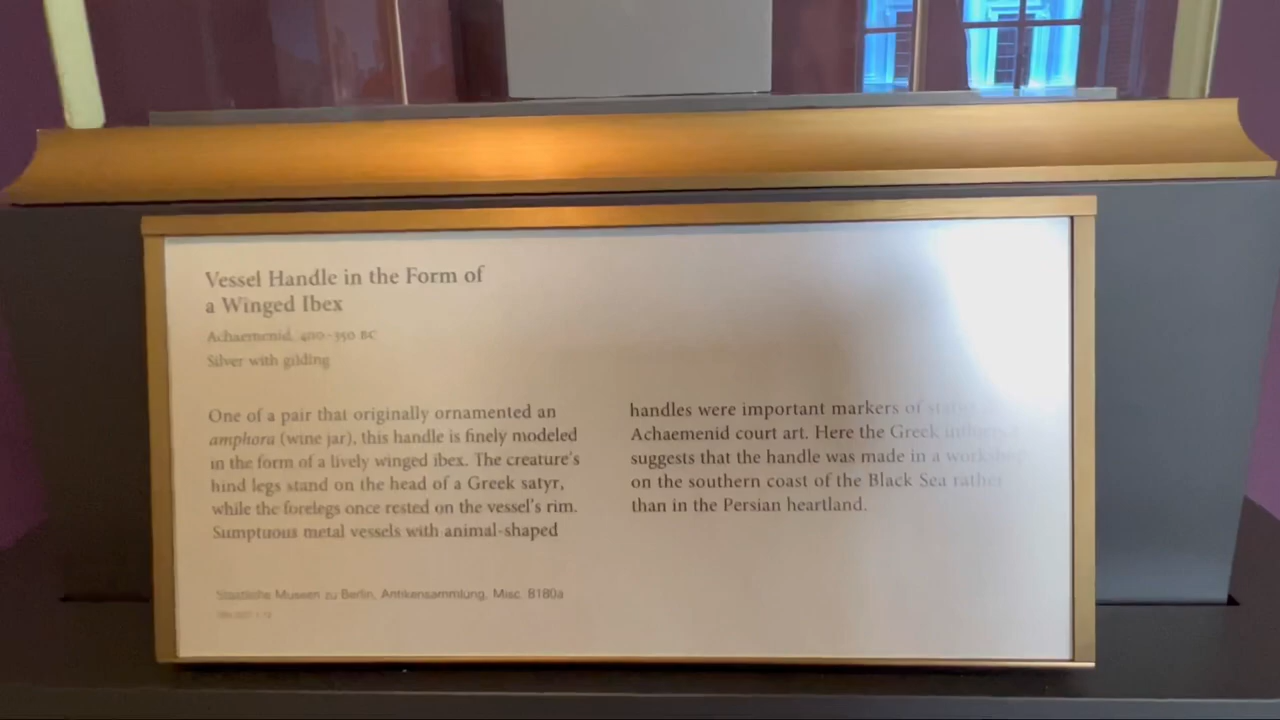 Vessel Handle in the Form of
a Winged Ibex
Achaemenid, 400–350 BC
Silver with gilding
One of a pair that originally ornamented an
amphora (wine jar), this handle is finely modeled
in the form of a lively winged ibex. The creature's
hind legs stand on the head of a Greek satyr,
while the forelegs once rested on the vessel's rim.
Sumptuous metal vessels with animal-shaped
handles were important markers of status
Achaemenid court art. Here the Greek influence
suggests that the handle was made in a workshop
on the southern coast of the Black Sea rather
than in the Persian heartland.
Staatliche Museen zu Berlin, Antikensammlung, Misc. 8180a